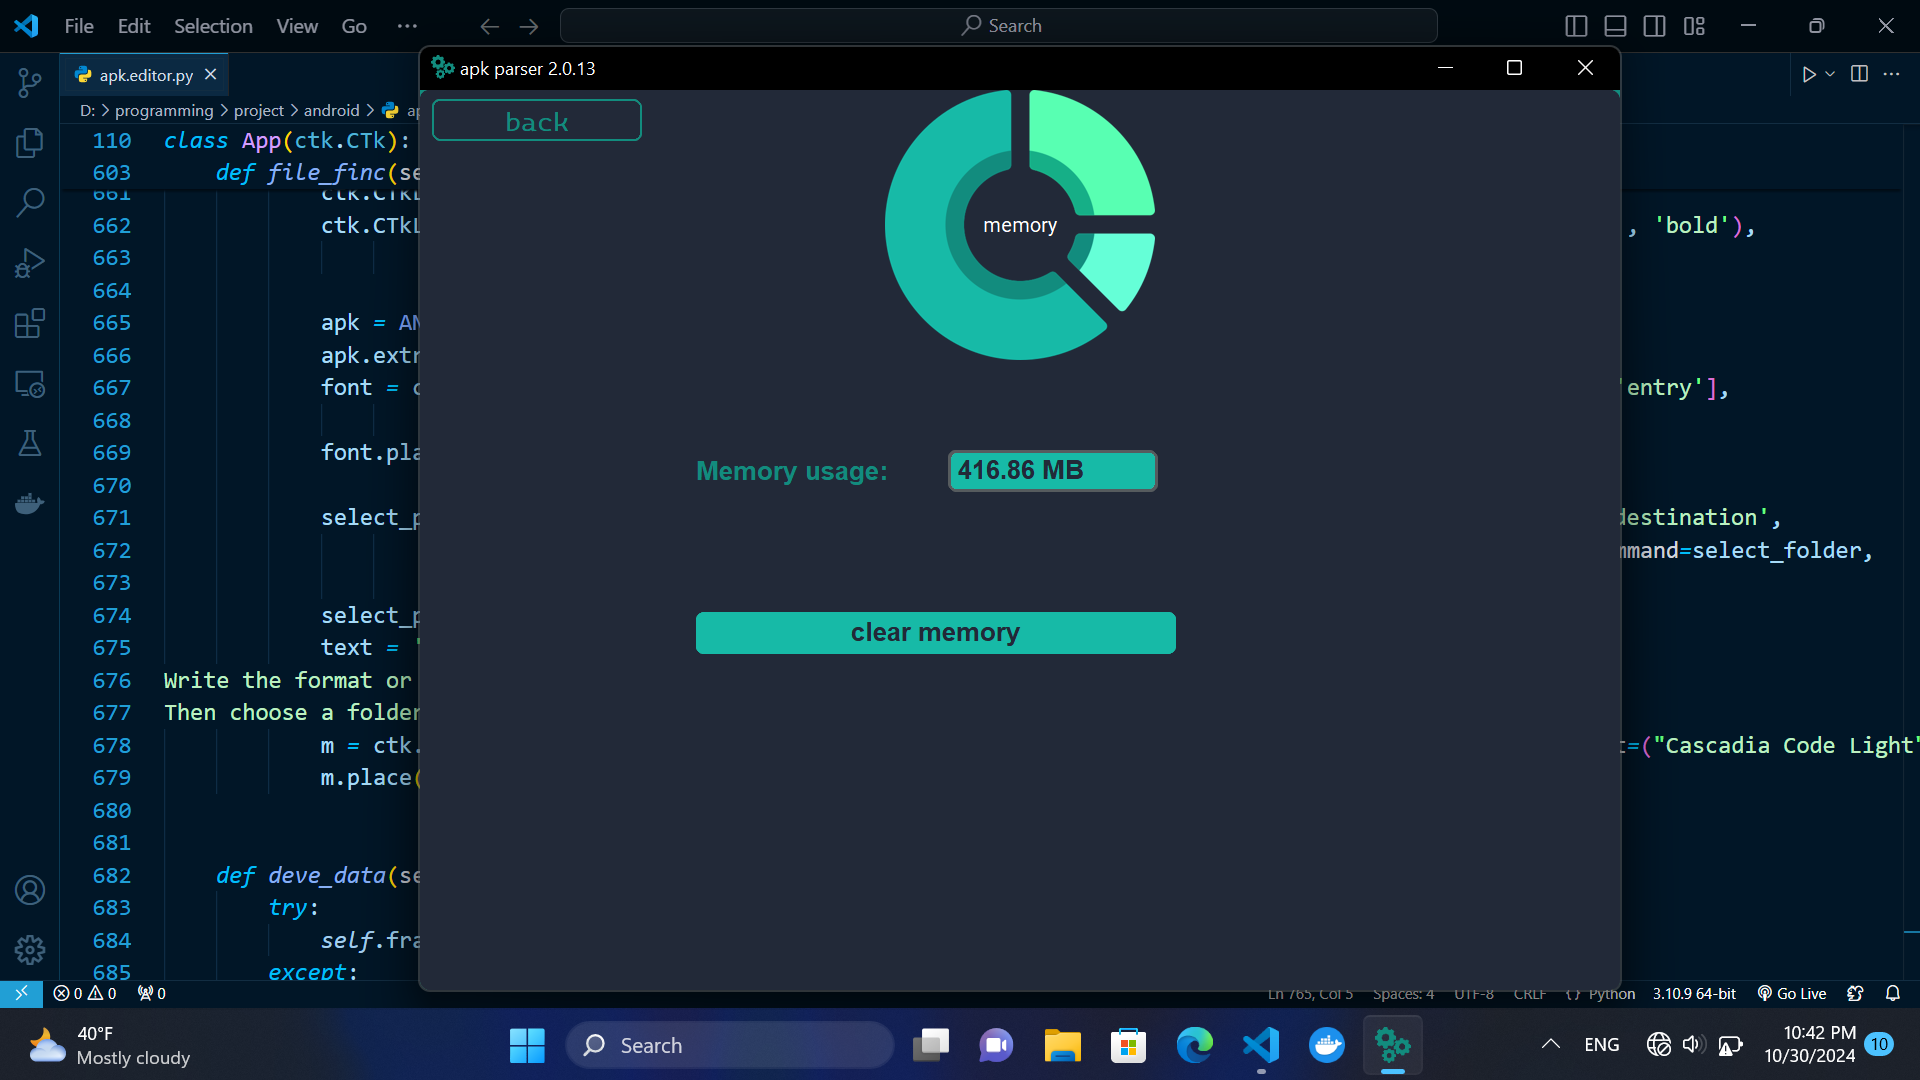 File Edit Selection View Go ··· Search
apk.editor.py
D: > programming > project > android >
apk parser 2.0.13
back
memory
Memory usage: 416.86 MB
clear memory
110 class App(ctk.CTk):
603 def file_finc(se
661
662 ctk.CTkL , 'bold'),
663
664
665 apk = AN
666 apk.extr
667 font = c 'entry'],
668
669 font.pla
670
671 select_p destination',
672 mmand=select_folder,
673
674 select_p
675 text = '
676 Write the format or
677 Then choose a folder
678 m = ctk. t=("Cascadia Code Light"
679 m.place(
680
681
682 def deve_data(se
683 try:
684 self.fra
685 except:
0 0 0 Ln 765, Col 5 Spaces: 4 UTF-8 CRLF {} Python 3.10.9 64-bit Go Live
40°F
Mostly cloudy
Search
ENG
10:42 PM
10/30/2024
10